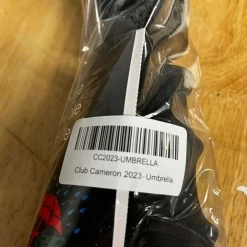 CC2023-UMBRELLA
Club Cameron 2023- Umbrella